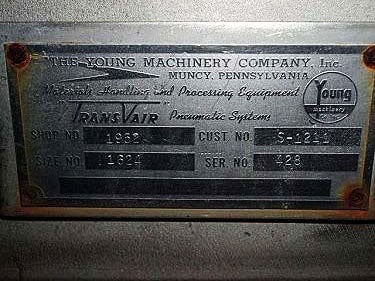 "THE YOUNG MACHINERY COMPANY, Inc.
MUNCY, PENNSYLVANIA
Materials Handling and Processing Equipment
Young
machinery
TRANSVAIR Pneumatic Systems
SHOP NO. 1962 CUST. NO. S-1211
SIZE NO. 1624 SER. NO. 428